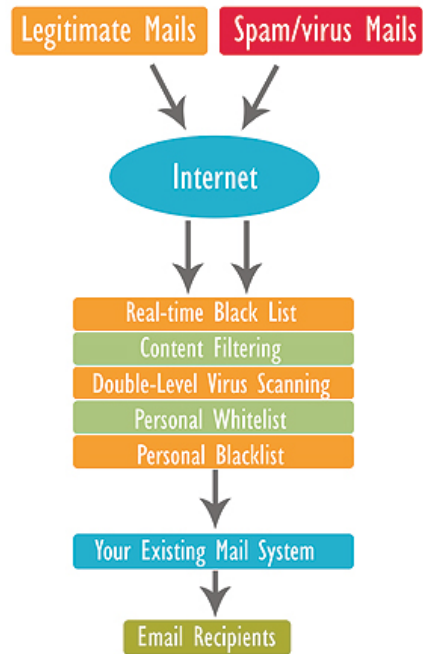 Legitimate Mails
Spam/virus Mails
Internet
Real-time Black List
Content Filtering
Double-Level Virus Scanning
Personal Whitelist
Personal Blacklist
Your Existing Mail System
Email Recipients